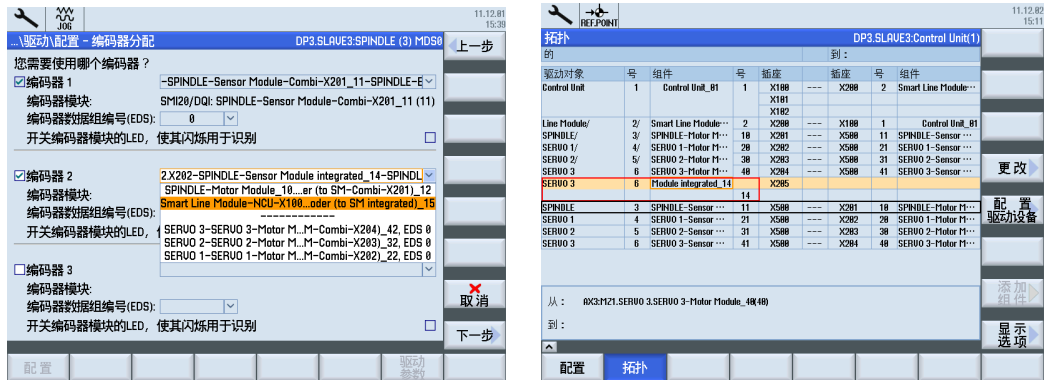 JOG
11.12.01
15:39
...\驱动\配置 - 编码器分配
DP3.SLAVE3:SPINDLE (3) MDS0
上一步
您需要使用哪个编码器？
编码器 1
-SPINDLE-Sensor Module-Combi-X201_11-SPINDLE-E
编码器模块:
SMI20/DQI: SPINDLE-Sensor Module-Combi-X201_11 (11)
编码器数据组编号(EDS):
0
开关编码器模块的LED，使其闪烁用于识别
编码器 2
2.X202-SPINDLE-Sensor Module integrated_14-SPINDL
编码器模块:
SPINDLE-Motor Module_10....er (to SM-Combi-X201)_12
编码器数据组编号(EDS):
Smart Line Module-NCU-X100...oder (to SM integrated)_15
开关编码器模块的LED，
------------
SERVO 3-SERVO 3-Motor M...M-Combi-X204)_42, EDS 0
SERVO 2-SERVO 2-Motor M...M-Combi-X203)_32, EDS 0
SERVO 1-SERVO 1-Motor M...M-Combi-X202)_22, EDS 0
编码器 3
编码器模块:
编码器数据组编号(EDS):
开关编码器模块的LED，使其闪烁用于识别
取消
下一步
配置
驱动
参数
REF.POINT
11.12.02
15:11
拓扑
DP3.SLAVE3:Control Unit(1)
的
到：
驱动对象 号 组件 号 插座 插座 号 组件
Control Unit 1 Control Unit_01 1 X100 --- X200 2 Smart Line Module···
X101
X102
Line Module/ 2/ Smart Line Module··· 2 X200 --- X100 1 Control Unit_01
SPINDLE/ 3/ SPINDLE-Motor M··· 10 X201 --- X500 11 SPINDLE-Sensor ···
SERVO 1/ 4/ SERVO 1-Motor M··· 20 X202 --- X500 21 SERVO 1-Sensor ···
SERVO 2/ 5/ SERVO 2-Motor M··· 30 X203 --- X500 31 SERVO 2-Sensor ···
SERVO 3 6 SERVO 3-Motor M··· 40 X204 --- X500 41 SERVO 3-Sensor ···
SERVO 3 6 Module integrated_14 X205
14
SPINDLE 3 SPINDLE-Sensor ··· 11 X500 --- X201 10 SPINDLE-Motor M···
SERVO 1 4 SERVO 1-Sensor ··· 21 X500 --- X202 20 SERVO 1-Motor M···
SERVO 2 5 SERVO 2-Sensor ··· 31 X500 --- X203 30 SERVO 2-Motor M···
SERVO 3 6 SERVO 3-Sensor ··· 41 X500 --- X204 40 SERVO 3-Motor M···
从： AX3:MZ1.SERVO 3.SERVO 3-Motor Module_40(40)
到：
更改
配置
驱动设备
添加
组件
显示
选项
配置
拓扑